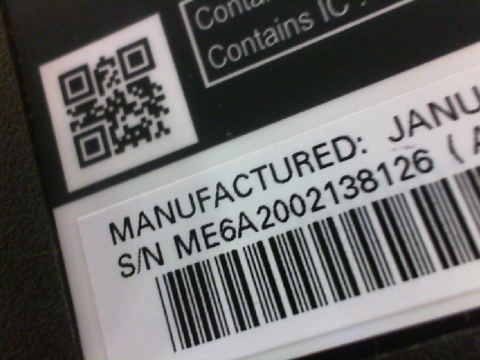 Contains IC :
MANUFACTURED: JANU
S/N ME6A2002138126 (A